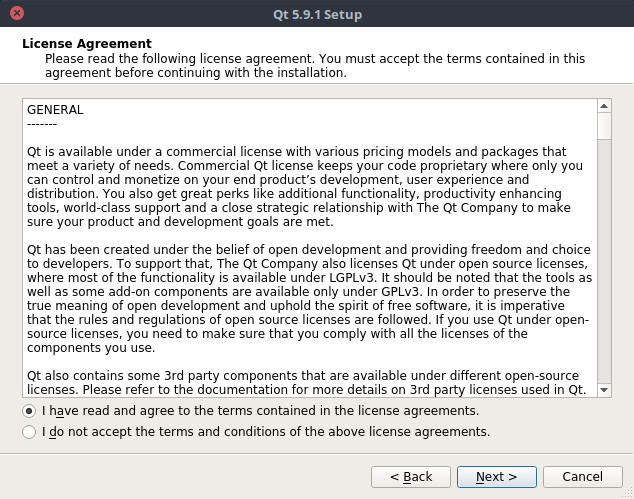 Qt 5.9.1 Setup
License Agreement
Please read the following license agreement. You must accept the terms contained in this
agreement before continuing with the installation.
GENERAL
-------
Qt is available under a commercial license with various pricing models and packages that
meet a variety of needs. Commercial Qt license keeps your code proprietary where only you
can control and monetize on your end product’s development, user experience and
distribution. You also get great perks like additional functionality, productivity enhancing
tools, world-class support and a close strategic relationship with The Qt Company to make
sure your product and development goals are met.
Qt has been created under the belief of open development and providing freedom and choice
to developers. To support that, The Qt Company also licenses Qt under open source licenses,
where most of the functionality is available under LGPLv3. It should be noted that the tools as
well as some add-on components are available only under GPLv3. In order to preserve the
true meaning of open development and uphold the spirit of free software, it is imperative
that the rules and regulations of open source licenses are followed. If you use Qt under open-
source licenses, you need to make sure that you comply with all the licenses of the
components you use.
Qt also contains some 3rd party components that are available under different open-source
licenses. Please refer to the documentation for more details on 3rd party licenses used in Qt.
I have read and agree to the terms contained in the license agreements.
I do not accept the terms and conditions of the above license agreements.
< Back
Next >
Cancel